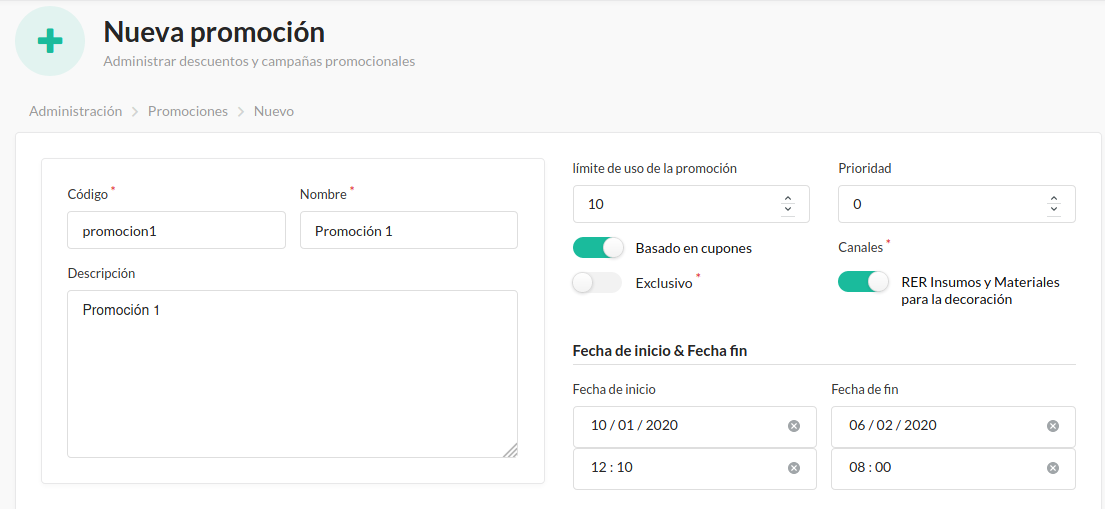 Nueva promoción
Administrar descuentos y campañas promocionales
Administración > Promociones > Nuevo
Código *
Nombre *
promocion1
Promoción 1
Descripción
Promoción 1
límite de uso de la promoción
Prioridad
10
0
Basado en cupones
Exclusivo *
Canales *
RER Insumos y Materiales
para la decoración
Fecha de inicio & Fecha fin
Fecha de inicio
Fecha de fin
10 / 01 / 2020
06 / 02 / 2020
12 : 10
08 : 00